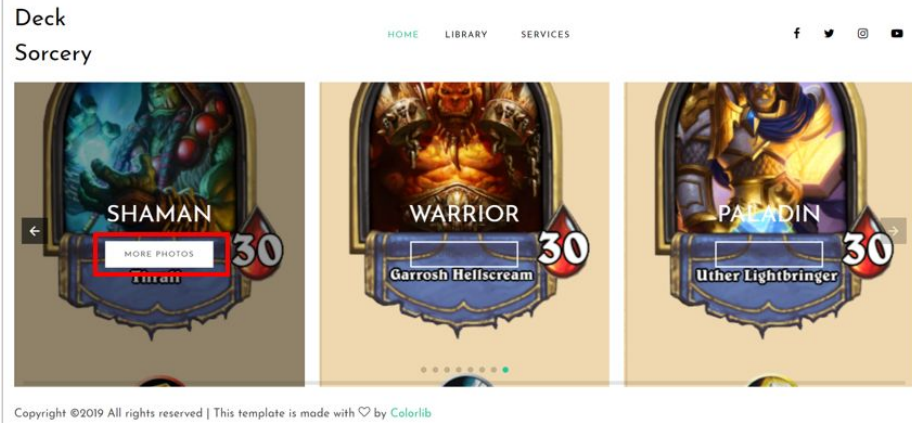 Deck
Sorcery
HOME LIBRARY SERVICES
SHAMAN
MORE PHOTOS
30
Thrall
WARRIOR
30
Garrosh Hellscream
PALADIN
30
Uther Lightbringer
Copyright ©2019 All rights reserved | This template is made with ♡ by Colorlib